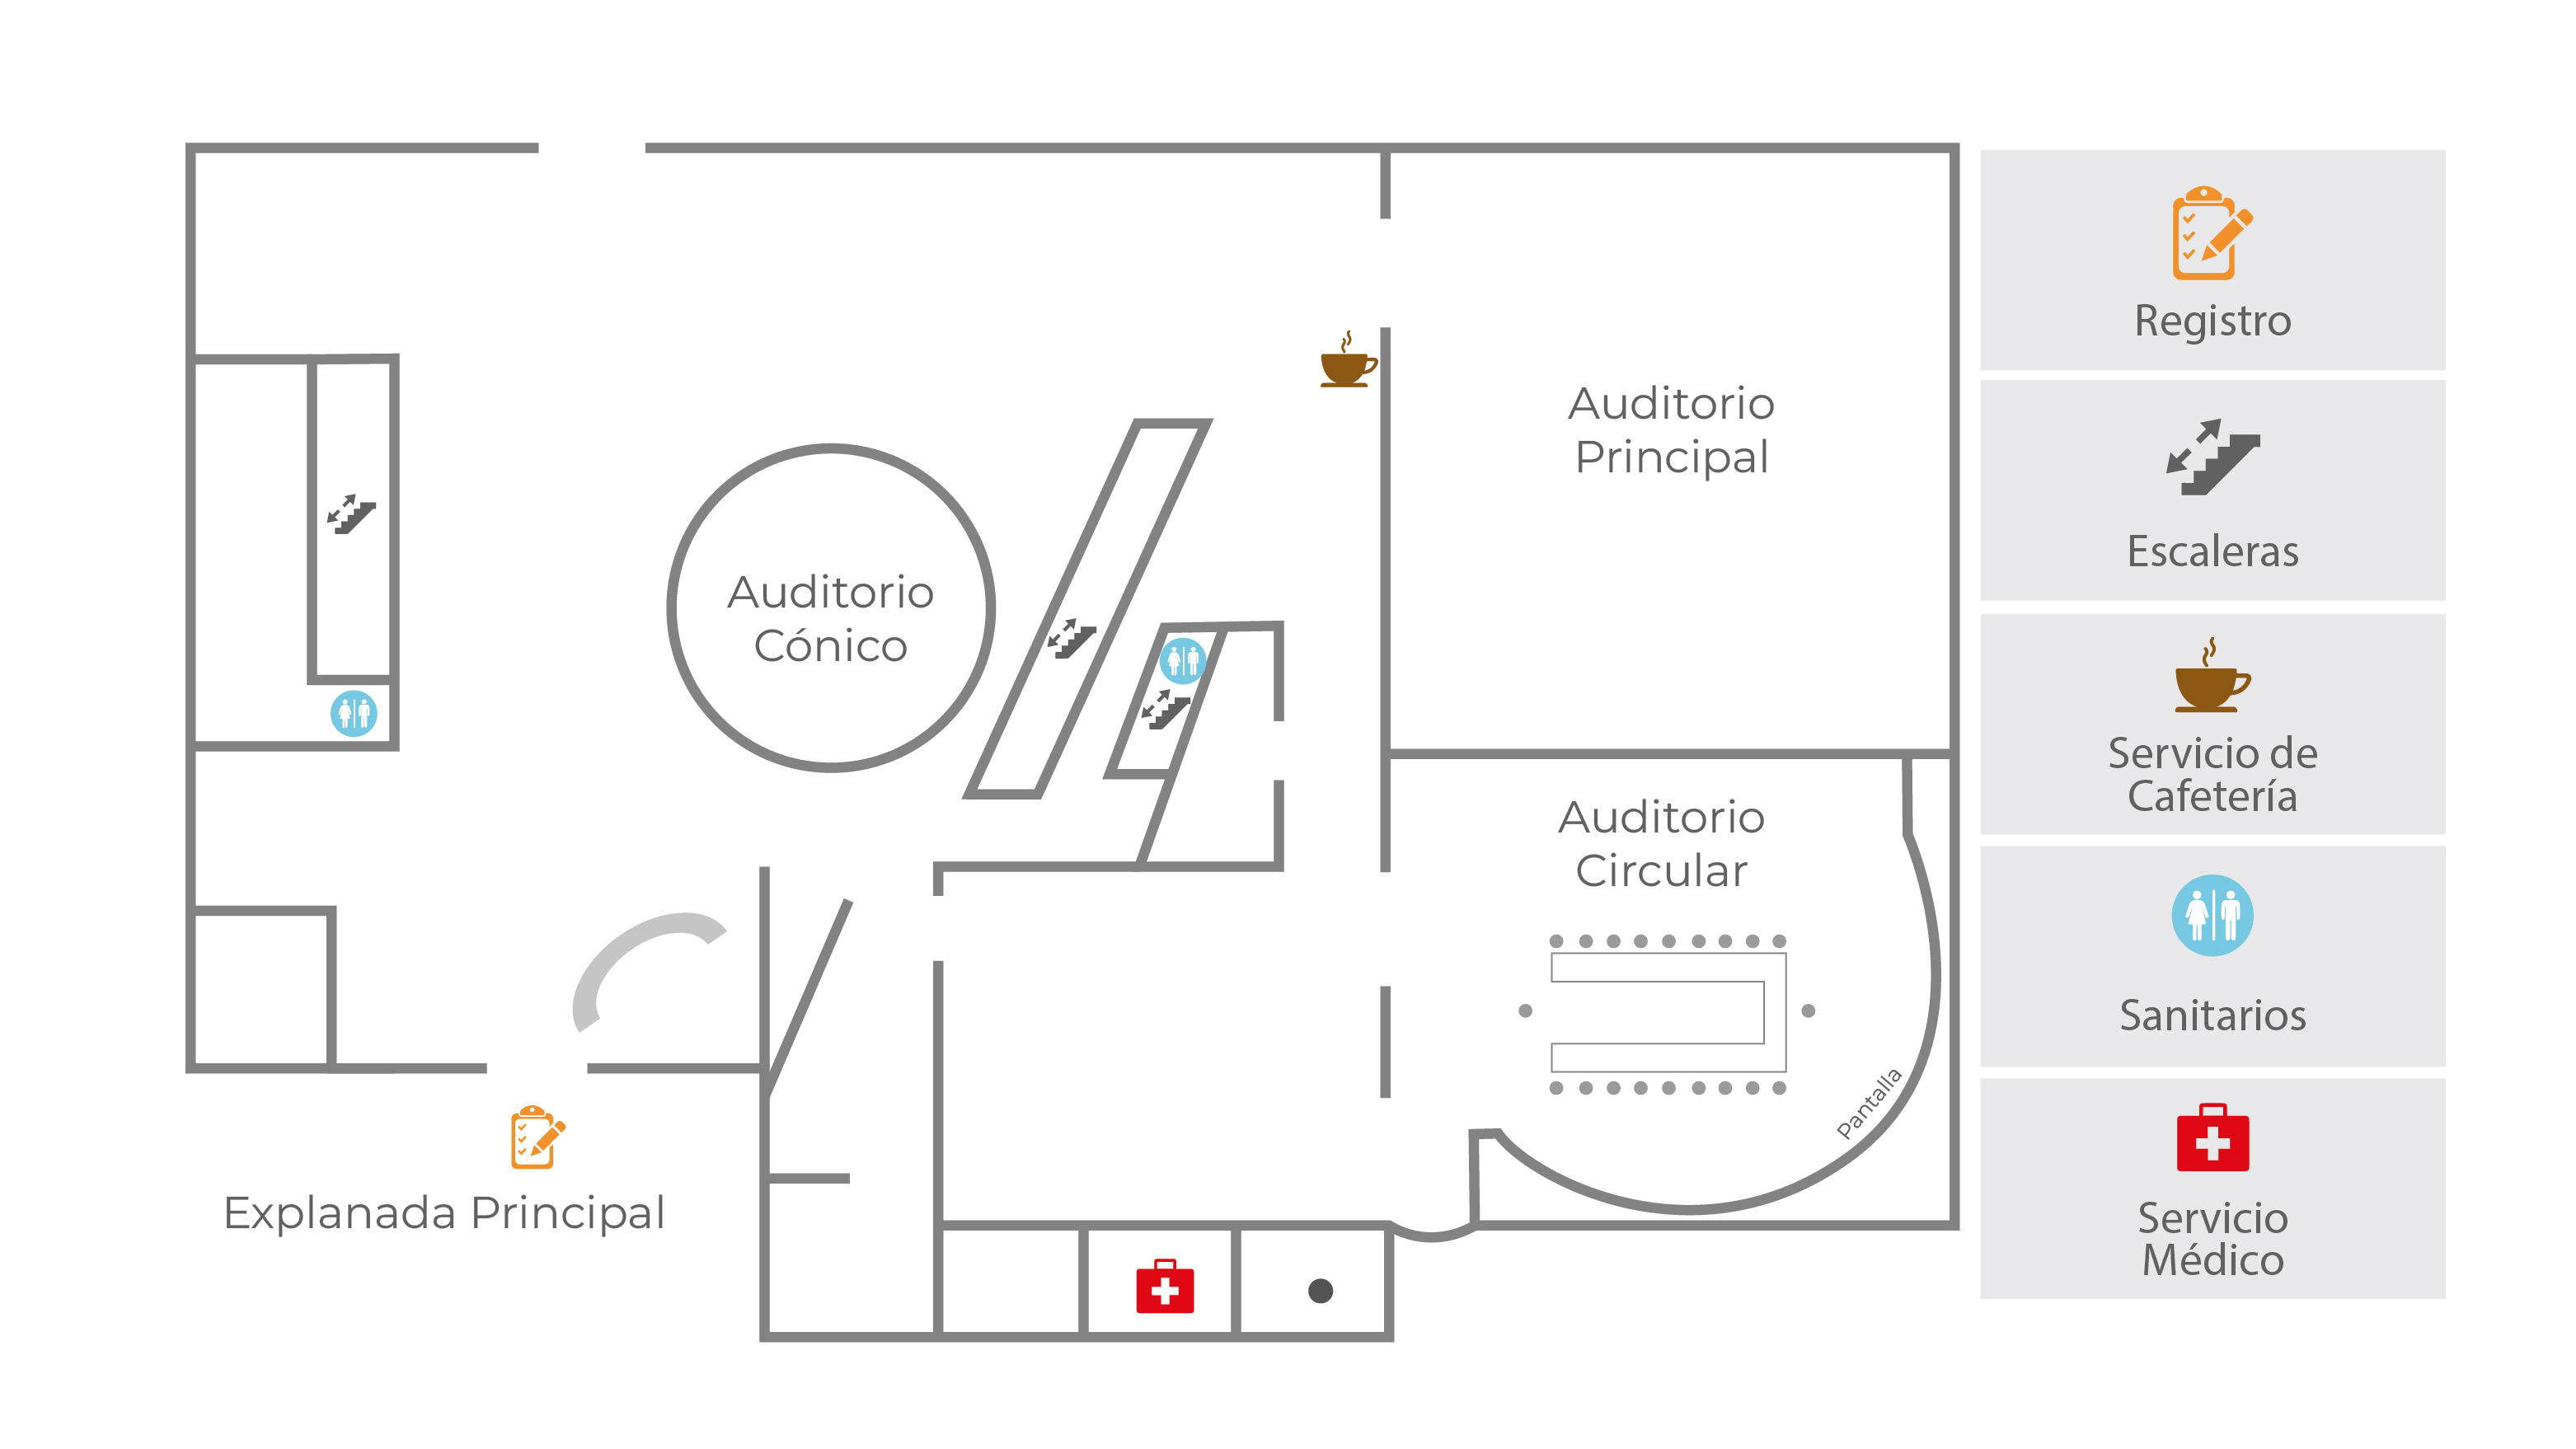 Auditorio
Principal
Auditorio
Cónico
Auditorio
Circular
Pantalla
Explanada Principal
Registro
Escaleras
Servicio de
Cafetería
Sanitarios
Servicio
Médico